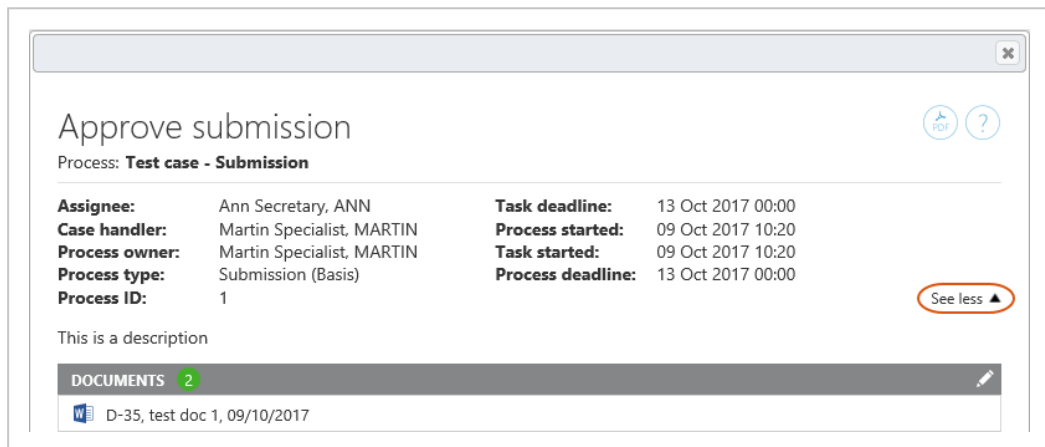 Approve submission
PDF ?
Process: Test case - Submission
Assignee: Ann Secretary, ANN Task deadline: 13 Oct 2017 00:00
Case handler: Martin Specialist, MARTIN Process started: 09 Oct 2017 10:20
Process owner: Martin Specialist, MARTIN Task started: 09 Oct 2017 10:20
Process type: Submission (Basis) Process deadline: 13 Oct 2017 00:00
Process ID: 1 See less ▲
This is a description
DOCUMENTS 2
D-35, test doc 1, 09/10/2017